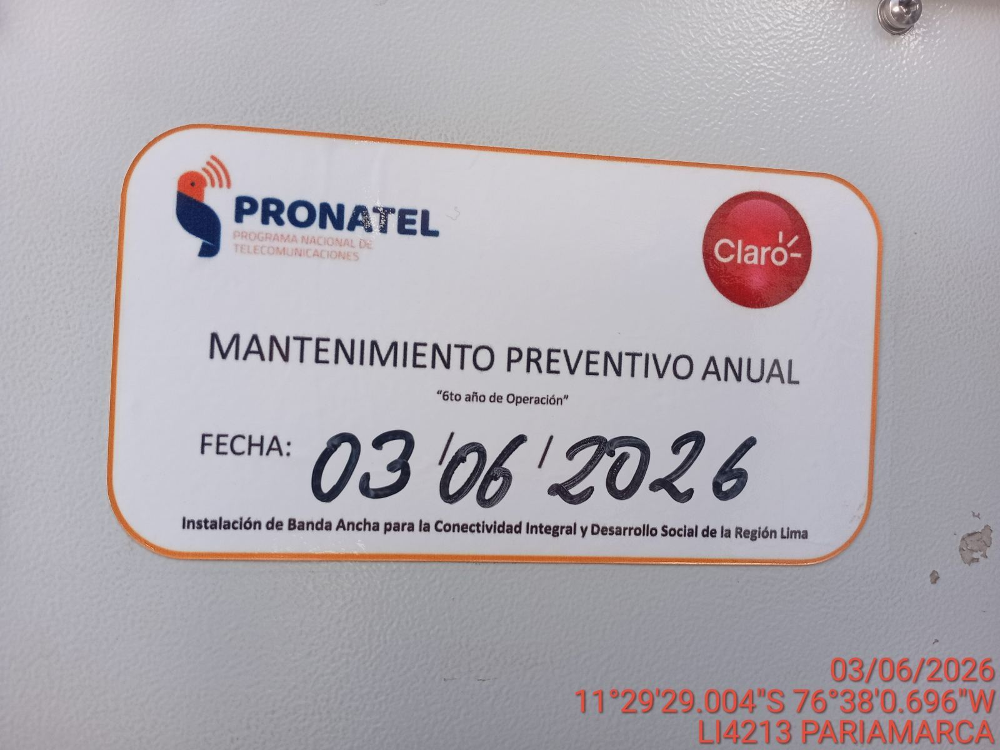 PRONATEL
PROGRAMA NACIONAL DE
TELECOMUNICACIONES
Claro
MANTENIMIENTO PREVENTIVO ANUAL
"6to año de Operación"
FECHA: 03/06/2026
Instalación de Banda Ancha para la Conectividad Integral y Desarrollo Social de la Región Lima
03/06/2026
11°29'29.004"S 76°38'0.696"W
LI4213 PARIAMARCA